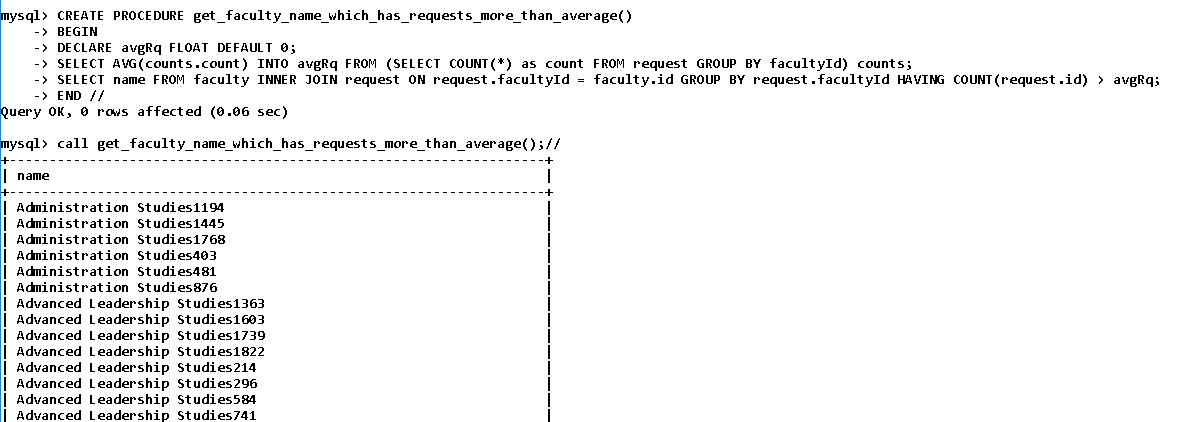 mysql> CREATE PROCEDURE get_faculty_name_which_has_requests_more_than_average()
-> BEGIN
-> DECLARE avgRq FLOAT DEFAULT 0;
-> SELECT AVG(counts.count) INTO avgRq FROM (SELECT COUNT(*) as count FROM request GROUP BY facultyId) counts;
-> SELECT name FROM faculty INNER JOIN request ON request.facultyId = faculty.id GROUP BY request.facultyId HAVING COUNT(request.id) > avgRq;
-> END //
Query OK, 0 rows affected (0.06 sec)
mysql> call get_faculty_name_which_has_requests_more_than_average();//
+------------------------------------------------------------------+
| name |
+------------------------------------------------------------------+
| Administration Studies1194 |
| Administration Studies1445 |
| Administration Studies1768 |
| Administration Studies403 |
| Administration Studies481 |
| Administration Studies876 |
| Advanced Leadership Studies1363 |
| Advanced Leadership Studies1603 |
| Advanced Leadership Studies1739 |
| Advanced Leadership Studies1822 |
| Advanced Leadership Studies214 |
| Advanced Leadership Studies296 |
| Advanced Leadership Studies584 |
| Advanced Leadership Studies741 |